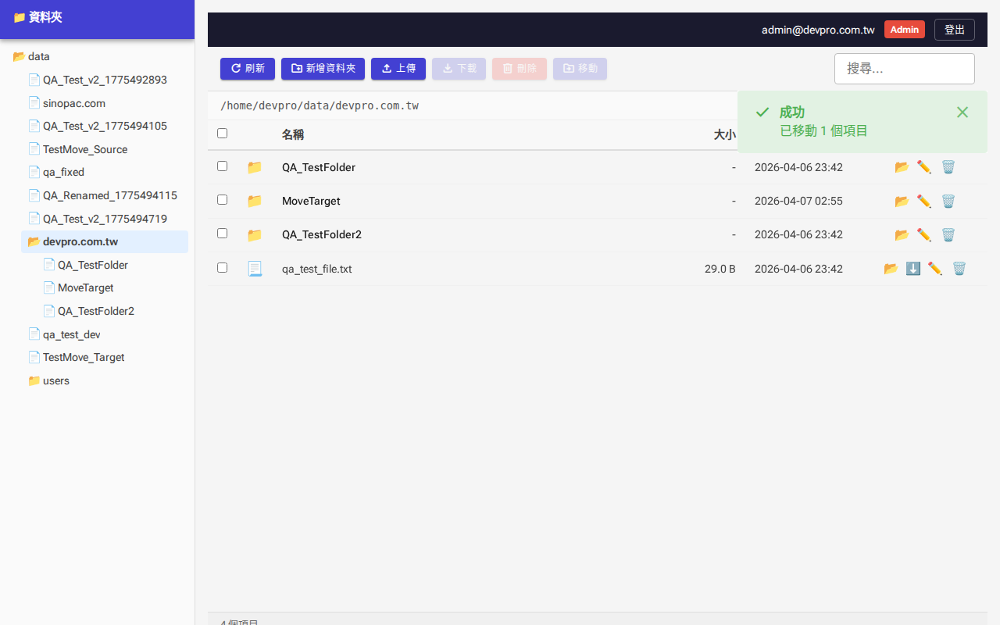 資料夾
data
QA_Test_v2_1775492893
sinopac.com
QA_Test_v2_1775494105
TestMove_Source
qa_fixed
QA_Renamed_1775494115
QA_Test_v2_1775494719
devpro.com.tw
QA_TestFolder
MoveTarget
QA_TestFolder2
qa_test_dev
TestMove_Target
users
admin@devpro.com.tw Admin 登出
刷新 新增資料夾 上傳 下載 刪除 移動 搜尋...
/home/devpro/data/devpro.com.tw
成功
已移動 1 個項目
名稱 大小
QA_TestFolder - 2026-04-06 23:42
MoveTarget - 2026-04-07 02:55
QA_TestFolder2 - 2026-04-06 23:42
qa_test_file.txt 29.0 B 2026-04-06 23:42
4 個項目